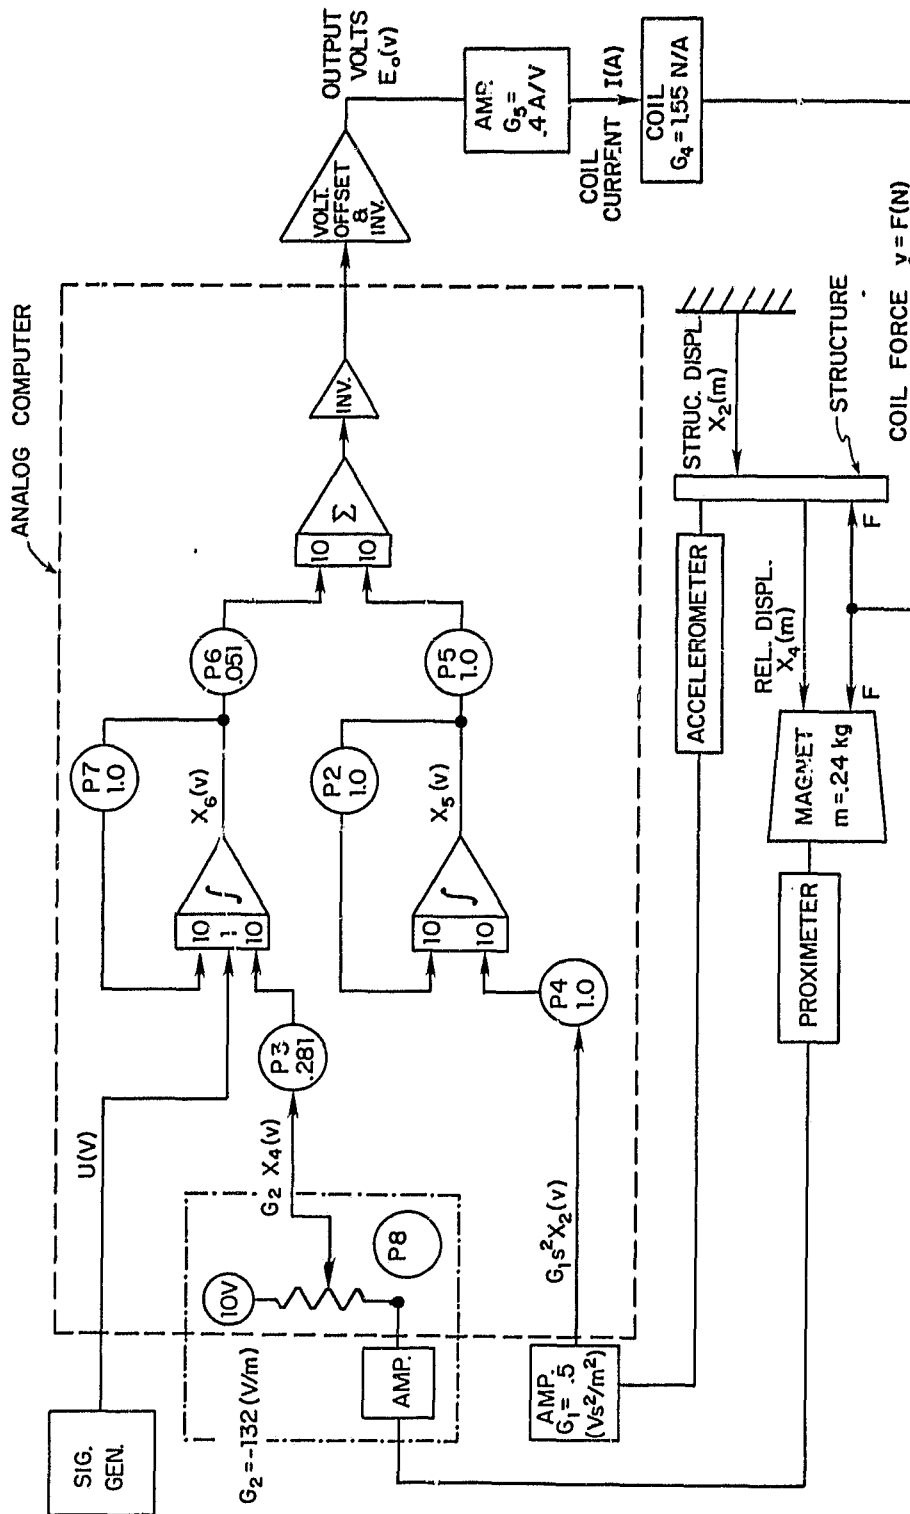 ANALOG COMPUTER
SIG.
GEN.
U(V)
10V
P8
G₂=-132 (V/m)
AMP.
G₂ X₄(v)
P3
.281
10
1
10
∫
X₆(v)
P7
1.0
P6
.051
AMP.
G₁= .5
(Vs²/m²)
G₁s²X₂(v)
P4
1.0
10
10
∫
X₅(v)
P2
1.0
P5
1.0
10
10
Σ
INV.
VOLT.
OFFSET
&
INV.
OUTPUT
VOLTS
E₀(v)
AMP.
G₅=
.4 A/V
COIL
CURRENT I(A)
COIL
G₄=1.55 N/A
COIL FORCE y=F(N)
STRUC. DISPL.
X₂(m)
STRUCTURE
ACCELEROMETER
REL. DISPL.
X₄(m)
F
F
MAGNET
m=.24 kg
PROXIMETER